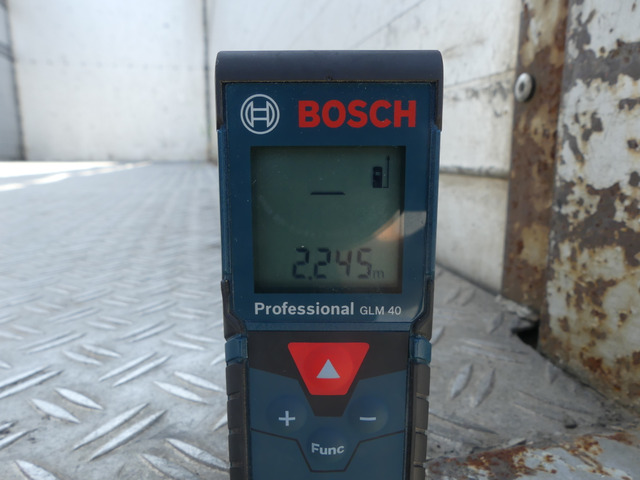 BOSCH
2.245m
Professional GLM 40
+ −
Func